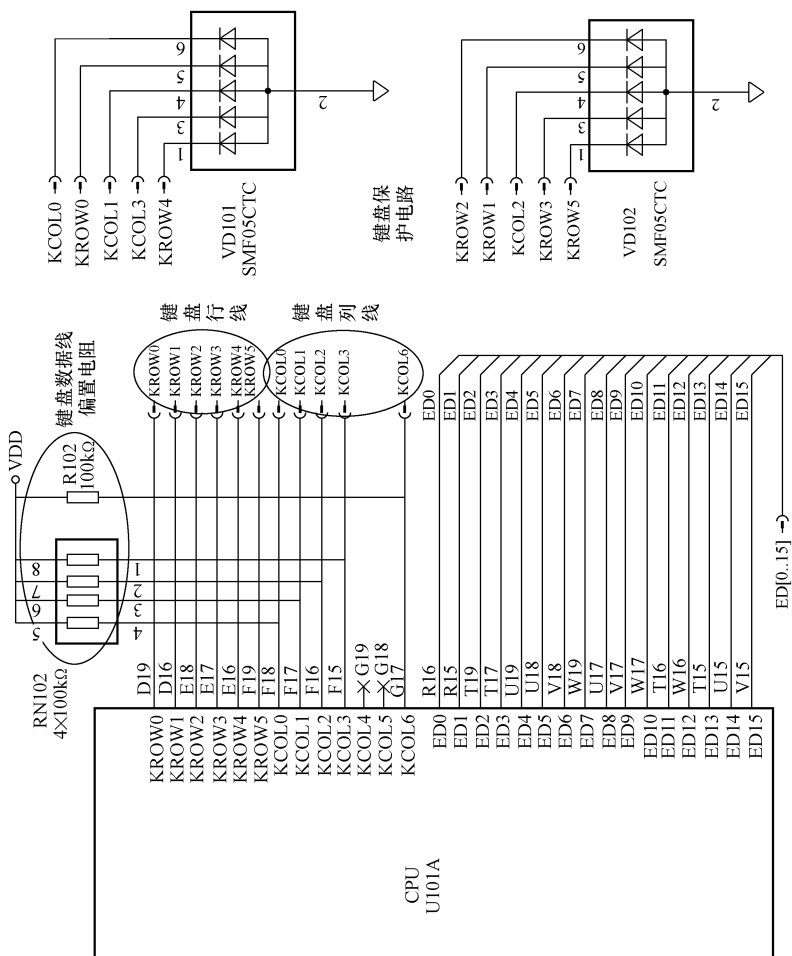 KCOL0
KROW0
KCOL1
KCOL3
KROW4
6
5
4
3
1
2
VD101
SMF05CTC
键盘保
护电路
KROW2
KROW1
KCOL2
KROW3
KROW5
6
5
4
3
1
2
VD102
SMF05CTC
键盘数据线
偏置电阻
键盘行线
键盘列线
VDD
R102
100kΩ
8
7
6
5
1
2
3
4
RN102
4×100kΩ
KROW0
KROW1
KROW2
KROW3
KROW4
KROW5
KCOL0
KCOL1
KCOL2
KCOL3
KCOL6
ED0
ED1
ED2
ED3
ED4
ED5
ED6
ED7
ED8
ED9
ED10
ED11
ED12
ED13
ED14
ED15
ED[0..15]
D19
D16
E18
E17
E16
F19
F18
F17
F16
F15
G19
G18
G17
R16
R15
T19
T17
U19
U18
V18
W19
U17
V17
W17
T16
W16
T15
U15
V15
KROW0
KROW1
KROW2
KROW3
KROW4
KROW5
KCOL0
KCOL1
KCOL2
KCOL3
KCOL4
KCOL5
KCOL6
ED0
ED1
ED2
ED3
ED4
ED5
ED6
ED7
ED8
ED9
ED10
ED11
ED12
ED13
ED14
ED15
CPU
U101A